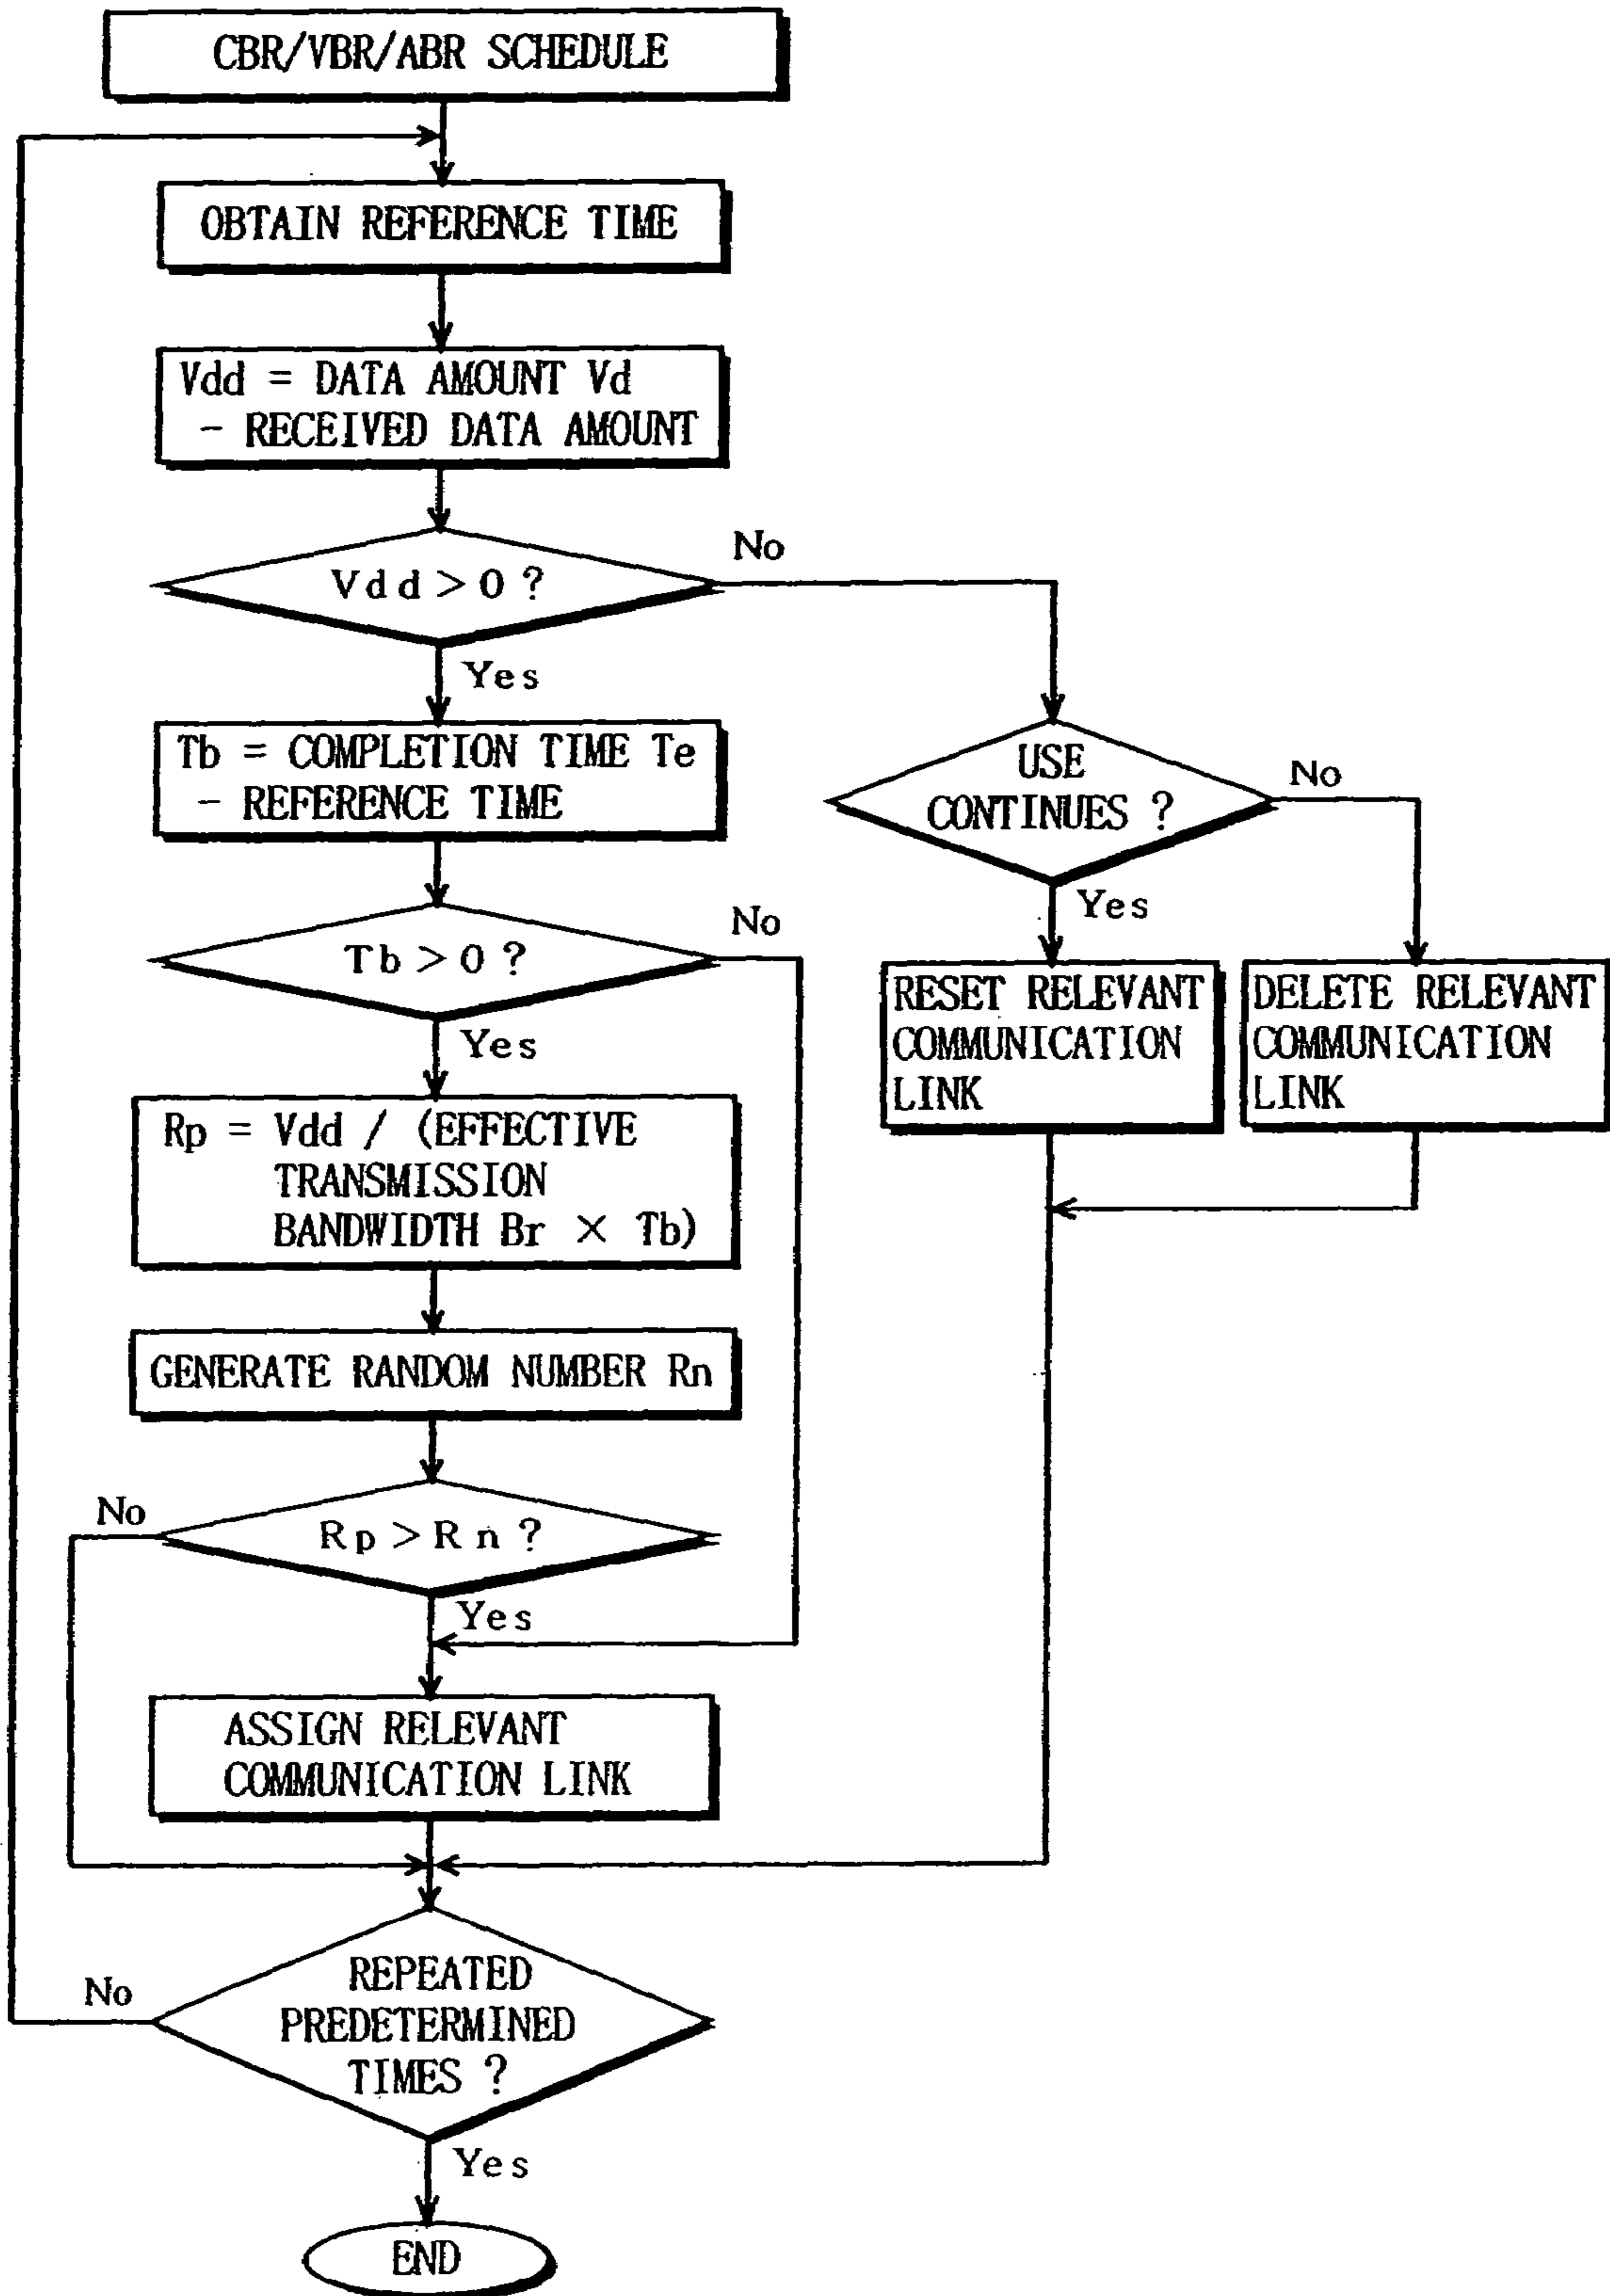 CBR/VBR/ABR SCHEDULE
OBTAIN REFERENCE TIME
Vdd = DATA AMOUNT Vd
- RECEIVED DATA AMOUNT
Vdd > 0 ?
No
Yes
Tb = COMPLETION TIME Te
- REFERENCE TIME
USE
CONTINUES ?
No
Yes
Tb > 0 ?
No
Yes
RESET RELEVANT
COMMUNICATION
LINK
DELETE RELEVANT
COMMUNICATION
LINK
Rp = Vdd / (EFFECTIVE
TRANSMISSION
BANDWIDTH Br × Tb)
GENERATE RANDOM NUMBER Rn
Rp > Rn ?
No
Yes
ASSIGN RELEVANT
COMMUNICATION LINK
REPEATED
PREDETERMINED
TIMES ?
No
Yes
END